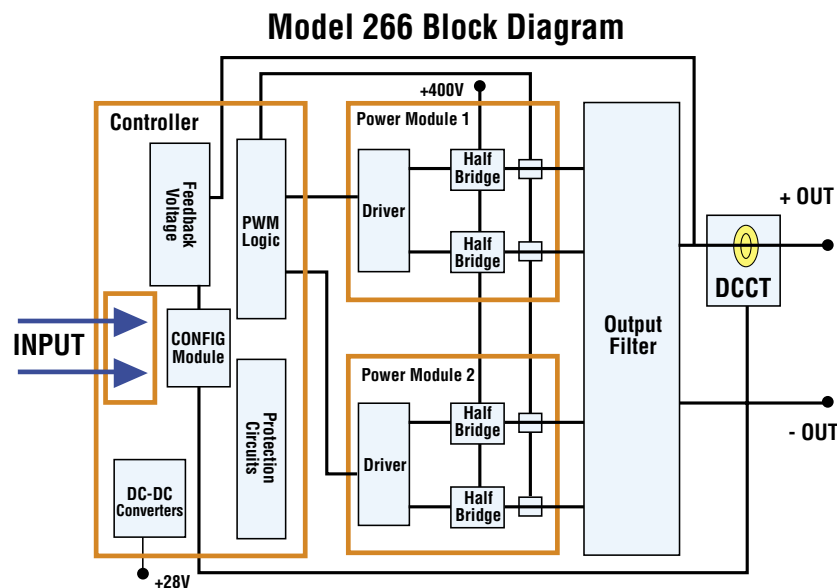 Model 266 Block Diagram
+400V
Controller
Power Module 1
Feedback
Voltage
PWM
Logic
Driver
Half
Bridge
Half
Bridge
+ OUT
DCCT
INPUT
CONFIG
Module
Output
Filter
Power Module 2
Protection
Circuits
Driver
Half
Bridge
Half
Bridge
- OUT
DC-DC
Converters
+28V